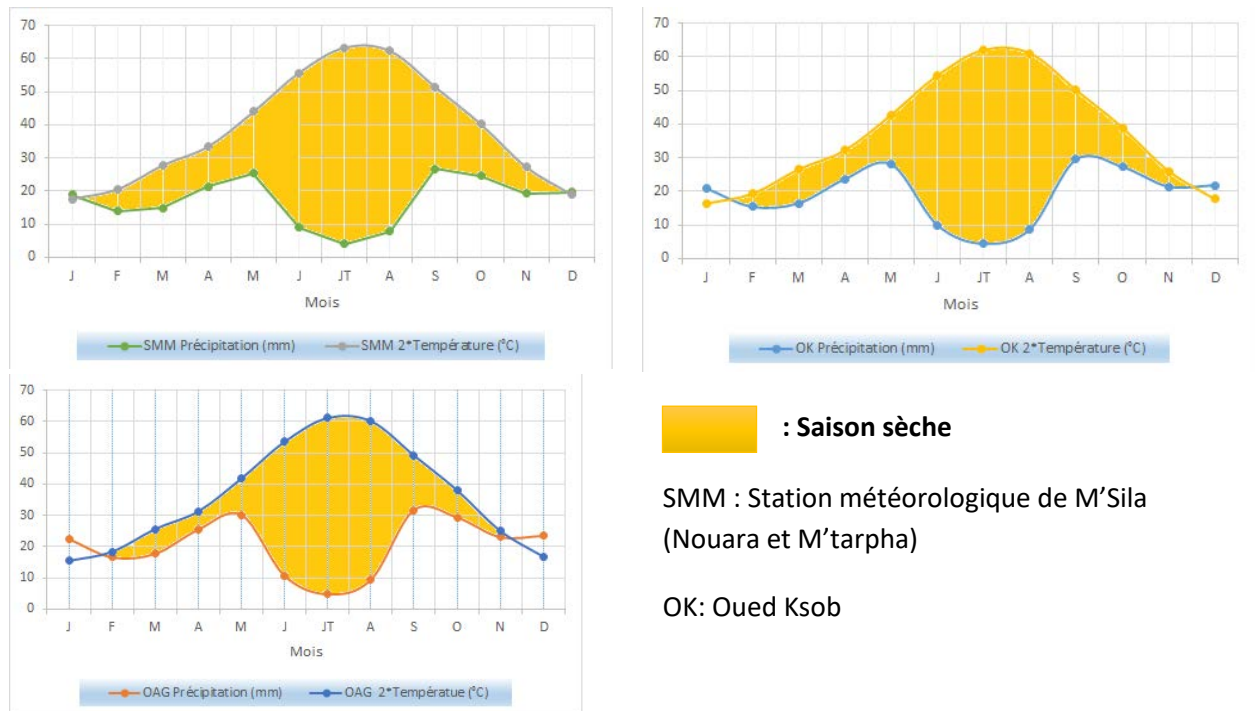 70
60
50
40
30
20
10
0
J F M A M J JT A S O N D
Mois
SMM Précipitation (mm) SMM 2*Température (°C)
70
60
50
40
30
20
10
0
J F M A M J JT A S O N D
Mois
OK Précipitation (mm) OK 2*Température (°C)
70
60
50
40
30
20
10
0
J F M A M J JT A S O N D
Mois
OAG Précipitation (mm) OAG 2*Températue (°C)
: Saison sèche
SMM : Station météorologique de M’Sila
(Nouara et M’tarpha)
OK: Oued Ksob